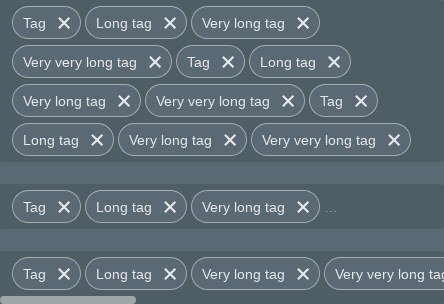 Tag Long tag Very long tag
Very very long tag Tag Long tag
Very long tag Very very long tag Tag
Long tag Very long tag Very very long tag
Tag Long tag Very long tag ...
Tag Long tag Very long tag Very very long tag